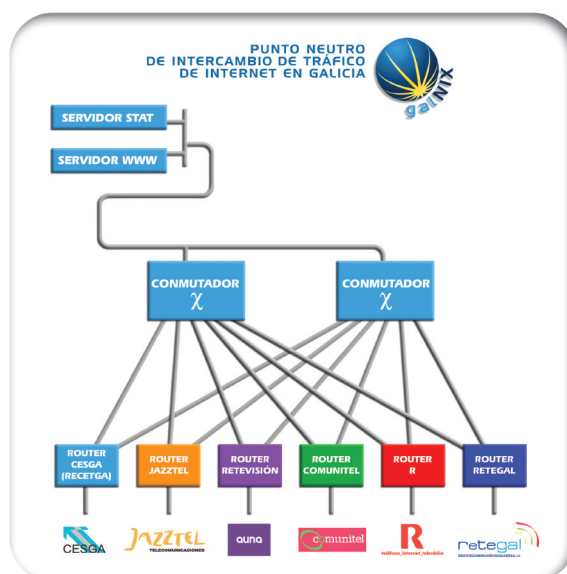 PUNTO NEUTRO
DE INTERCAMBIO DE TRÁFICO
DE INTERNET EN GALICIA
galNIX
SERVIDOR STAT
SERVIDOR WWW
CONMUTADOR
χ
CONMUTADOR
χ
ROUTER
CESGA
(RECETGA)
ROUTER
JAZZTEL
ROUTER
RETEVISIÓN
ROUTER
COMUNITEL
ROUTER
R
ROUTER
RETEGAL
CESGA
JAZZTEL
TELECOMUNICACIONES
auna
comunitel
R
teléfono_internet_televisión
retegal